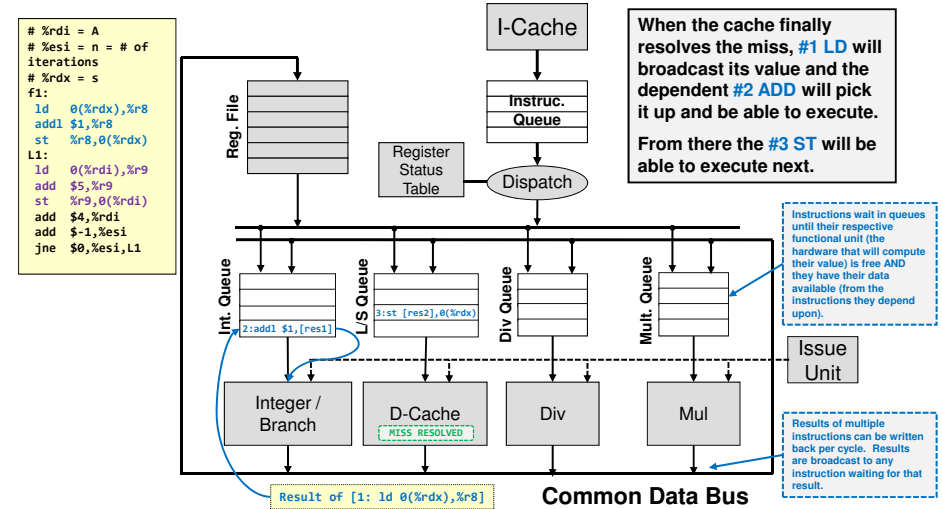 # %rdi = A
# %esi = n = # of
iterations
# %rdx = s
f1:
ld 0(%rdx),%r8
addl $1,%r8
st %r8,0(%rdx)
L1:
ld 0(%rdi),%r9
add $5,%r9
st %r9,0(%rdi)
add $4,%rdi
add $-1,%esi
jne $0,%esi,L1
I-Cache
Reg. File
Instruc.
Queue
Register
Status
Table
Dispatch
When the cache finally
resolves the miss, #1 LD will
broadcast its value and the
dependent #2 ADD will pick
it up and be able to execute.
From there the #3 ST will be
able to execute next.
Instructions wait in queues
until their respective
functional unit (the
hardware that will compute
their value) is free AND
they have their data
available (from the
instructions they depend
upon).
Int. Queue
2:addl $1,[res1]
L/S Queue
3:st [res2],0(%rdx)
Div Queue
Mult. Queue
Issue
Unit
Integer /
Branch
D-Cache
MISS RESOLVED
Div
Mul
Results of multiple
instructions can be written
back per cycle. Results
are broadcast to any
instruction waiting for that
result.
Result of [1: ld 0(%rdx),%r8]
Common Data Bus